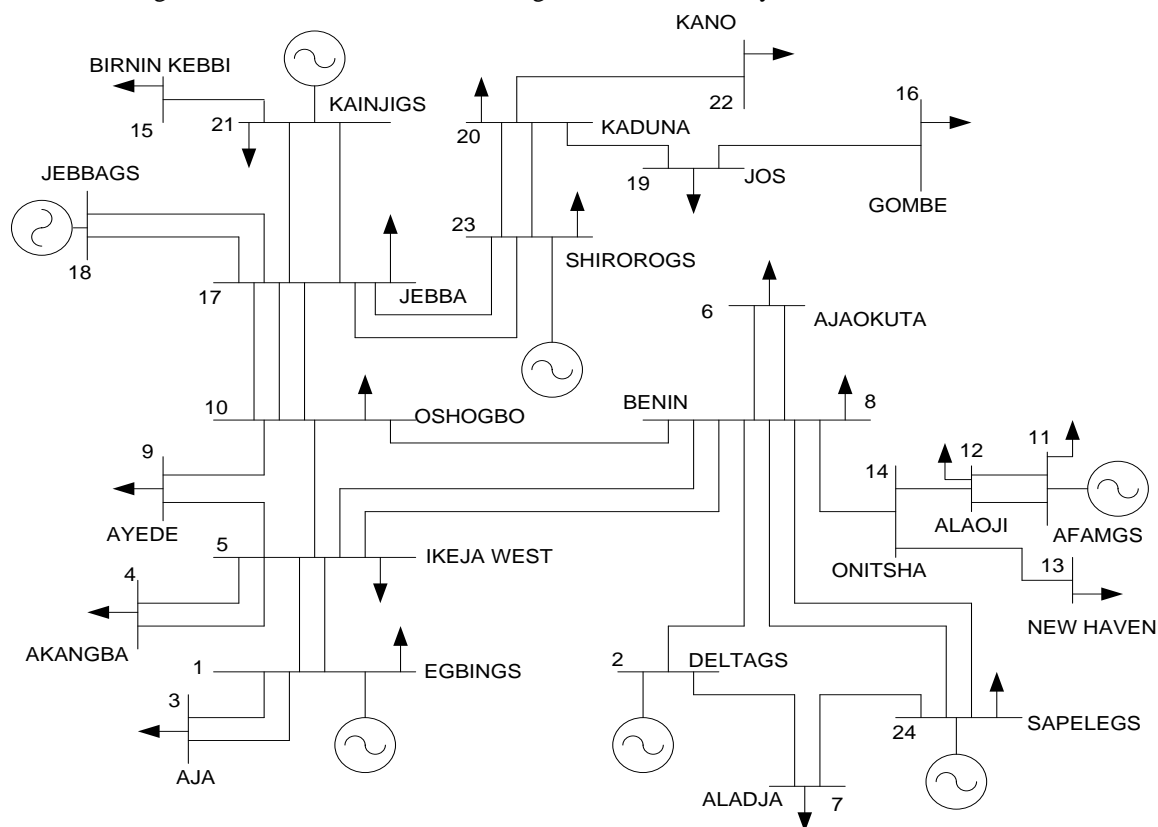 KANO
BIRNIN KEBBI
KAINJIGS
16
15
21
20
KADUNA
22
JEBBAGS
19
JOS
GOMBE
23
SHIROROGS
18
17
JEBBA
6
AJAOKUTA
10
OSHOGBO
BENIN
8
9
14
12
11
AYEDE
ALAOJI
AFAMGS
5
IKEJA WEST
ONITSHA
13
4
NEW HAVEN
AKANGBA
1
EGBINGS
2
DELTAGS
3
24
SAPELEGS
AJA
ALADJA
7